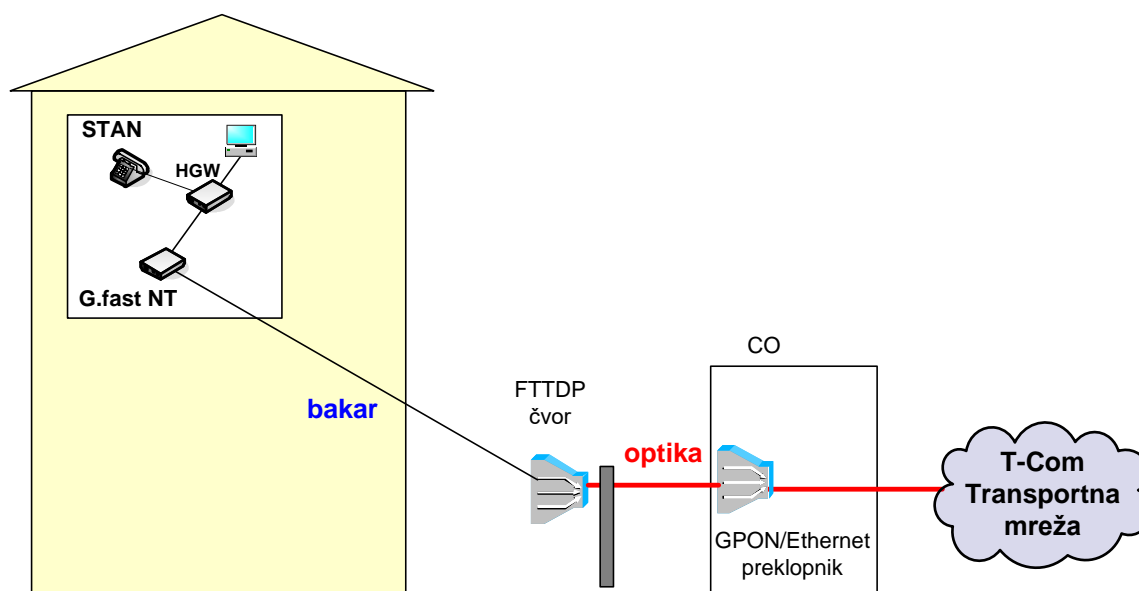 STAN
HGW
G.fast NT
bakar
FTTDP
čvor
optika
CO
GPON/Ethernet
preklopnik
T-Com
Transportna
mreža